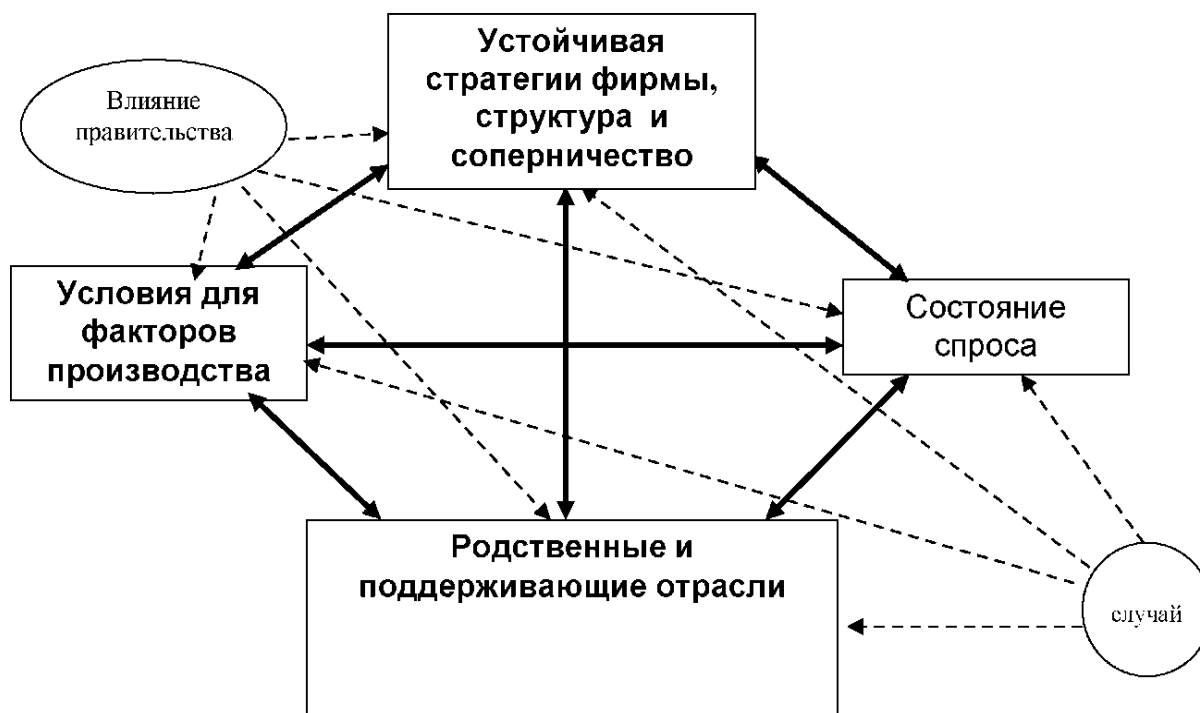 Устойчивая
стратегии фирмы,
структура и
соперничество
Влияние
правительства
Условия для
факторов
производства
Состояние
спроса
Родственные и
поддерживающие отрасли
случай